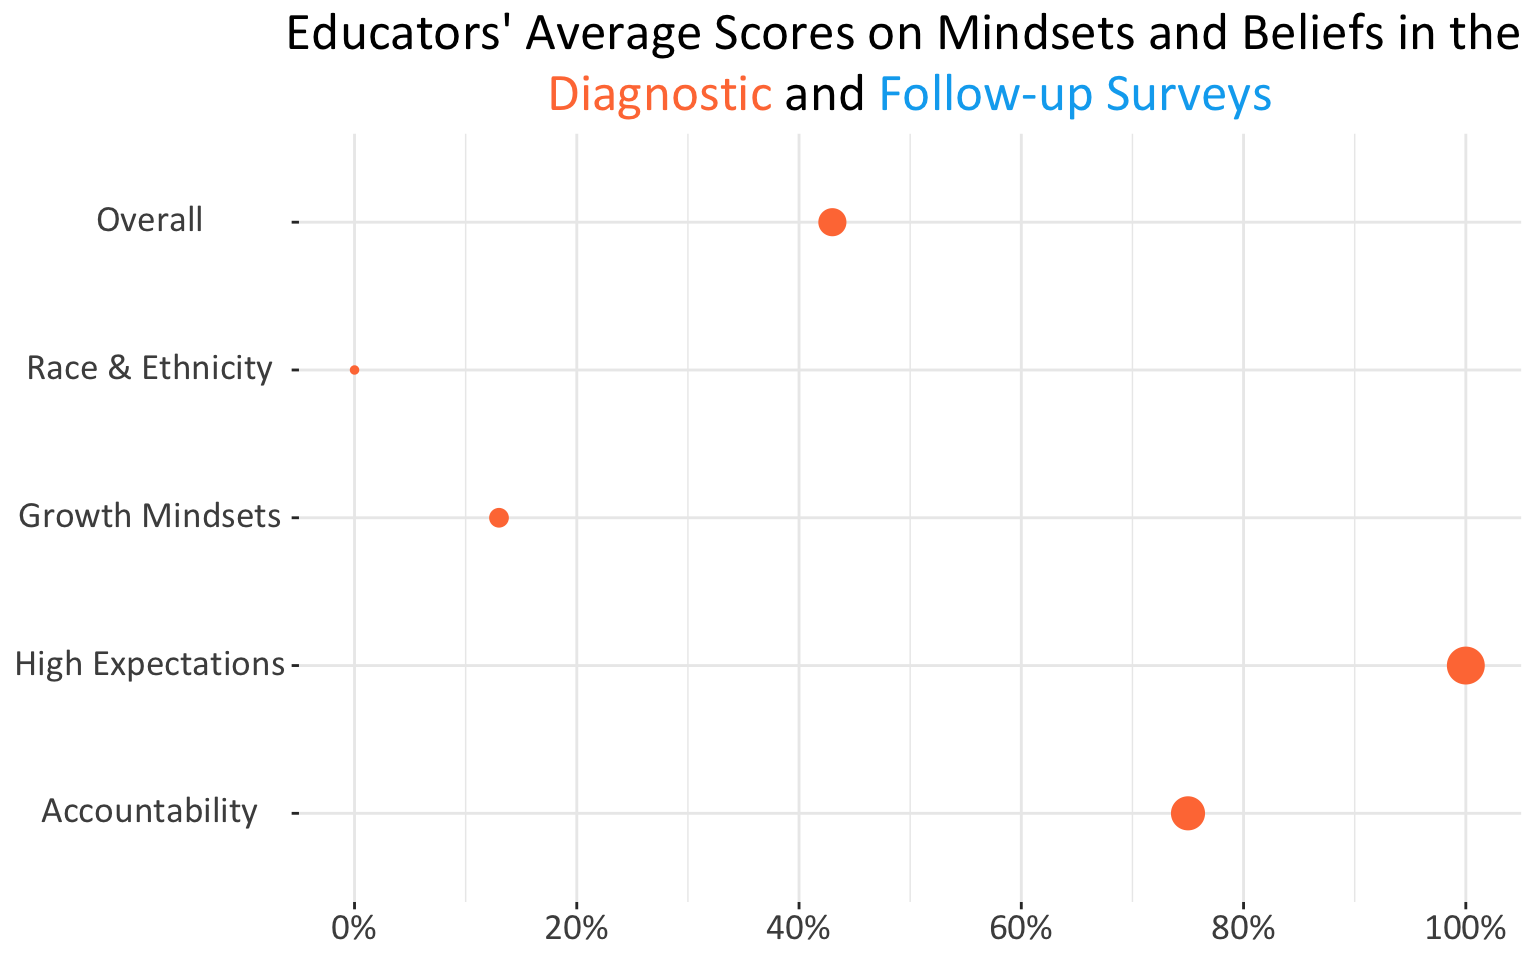 Educators' Average Scores on Mindsets and Beliefs in the
Diagnostic and Follow-up Surveys
Overall
Race & Ethnicity
Growth Mindsets
High Expectations
Accountability
0% 20% 40% 60% 80% 100%